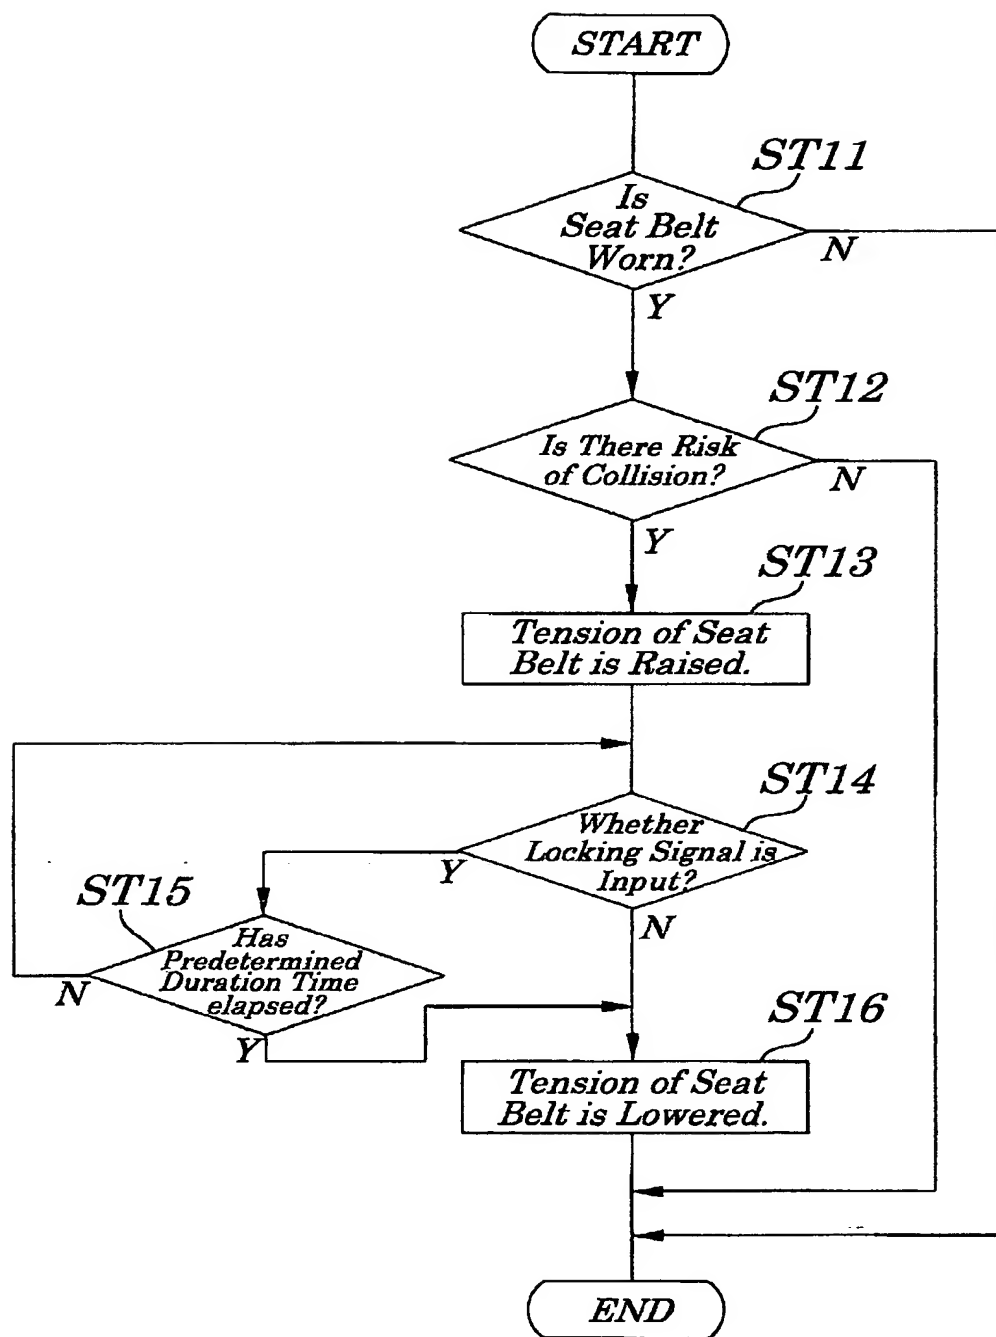 START
ST11
Is
Seat Belt
Worn?
N
Y
ST12
Is There Risk
of Collision?
N
Y
ST13
Tension of Seat
Belt is Raised.
ST14
Whether
Locking Signal is
Input?
Y
N
ST15
Has
Predetermined
Duration Time
elapsed?
N
Y
ST16
Tension of Seat
Belt is Lowered.
END